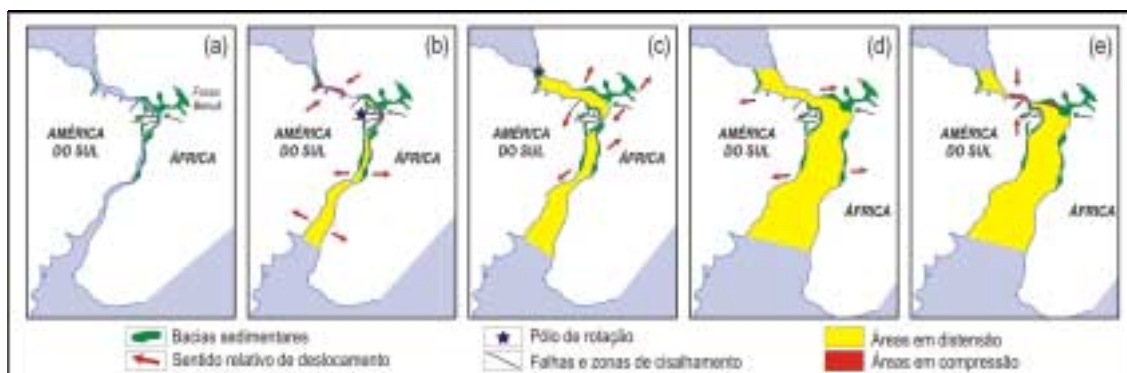 (a)
Fossa
Benué
AMÉRICA
DO SUL
ÁFRICA
(b)
AMÉRICA
DO SUL
ÁFRICA
(c)
AMÉRICA
DO SUL
ÁFRICA
(d)
AMÉRICA
DO SUL
ÁFRICA
(e)
AMÉRICA
DO SUL
ÁFRICA
Bacias sedimentares
Sentido relativo de deslocamento
Pólo de rotação
Falhas e zonas de cisalhamento
Áreas em distensão
Áreas em compressão